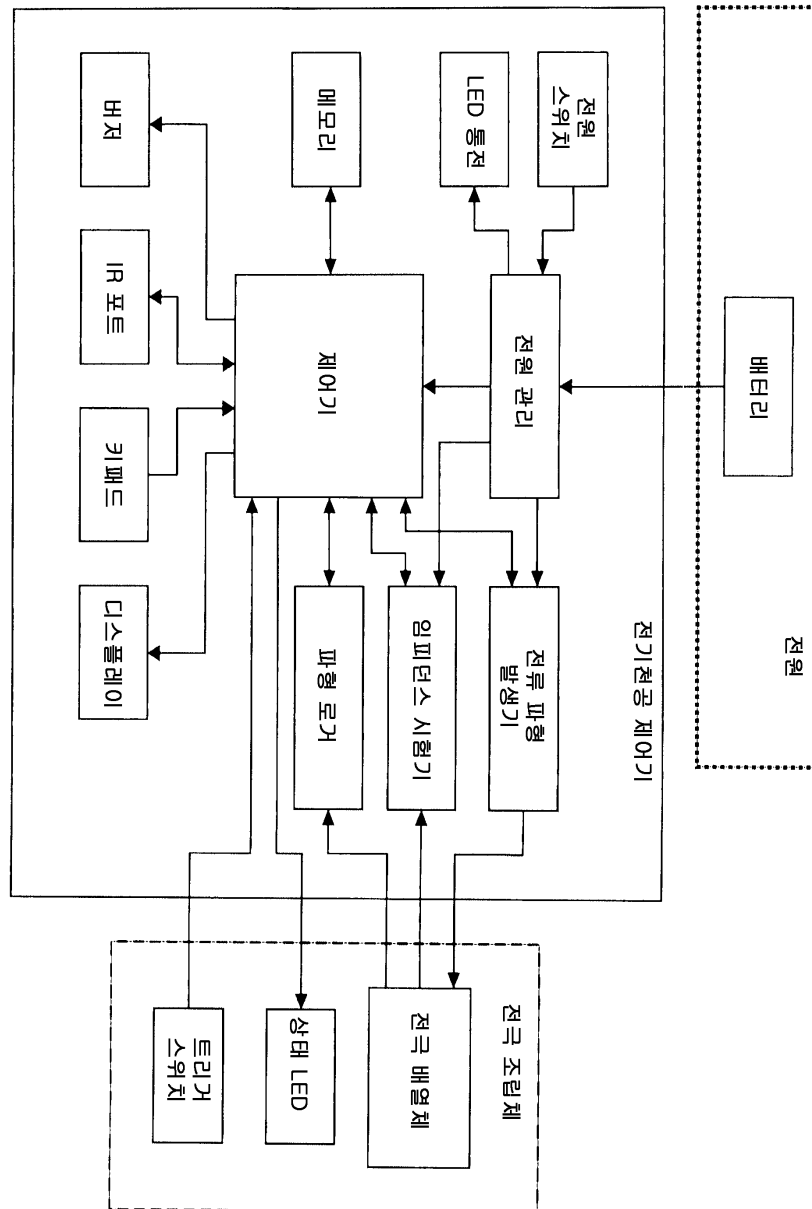 전원
배터리
전기천공 제어기
전원
스위치
LED 통전
메모리
버저
전원 관리
제어기
IR 포트
키패드
디스플레이
전류 파형
발생기
임피던스 시험기
파형 로거
전극 조립체
전극 배열체
상태 LED
트리거
스위치